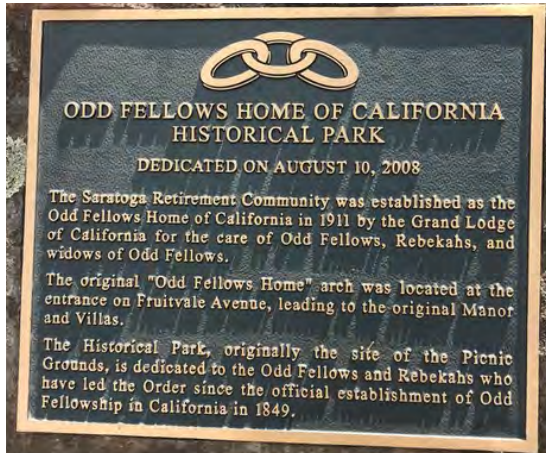 ODD FELLOWS HOME OF CALIFORNIA
HISTORICAL PARK
DEDICATED ON AUGUST 10, 2008
The Saratoga Retirement Community was established as the
Odd Fellows Home of California in 1911 by the Grand Lodge
of California for the care of Odd Fellows, Rebekahs, and
widows of Odd Fellows.
The original "Odd Fellows Home" arch was located at the
entrance on Fruitvale Avenue, leading to the original Manor
and Villas.
The Historical Park, originally the site of the Picnic
Grounds, is dedicated to the Odd Fellows and Rebekahs who
have led the Order since the official establishment of Odd
Fellowship in California in 1849.